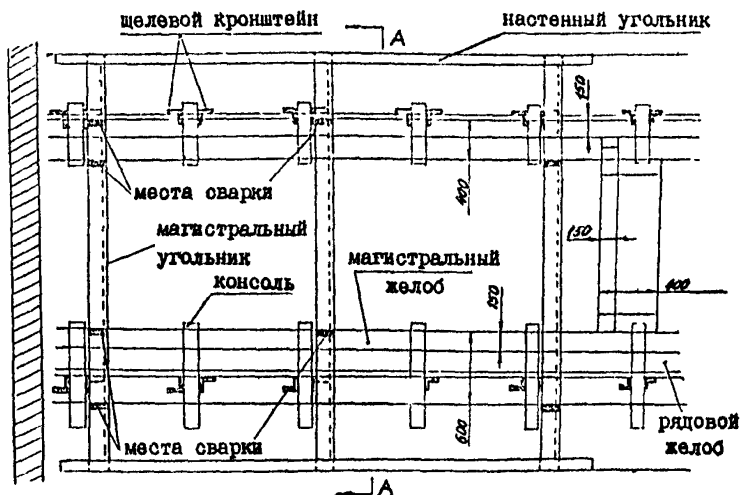 щелевой кронштейн
А
настенный угольник
150
места сварки
400
магистральный
угольник
150
консоль
магистральный
желоб
150
400
600
места сварки
рядовой
желоб
А